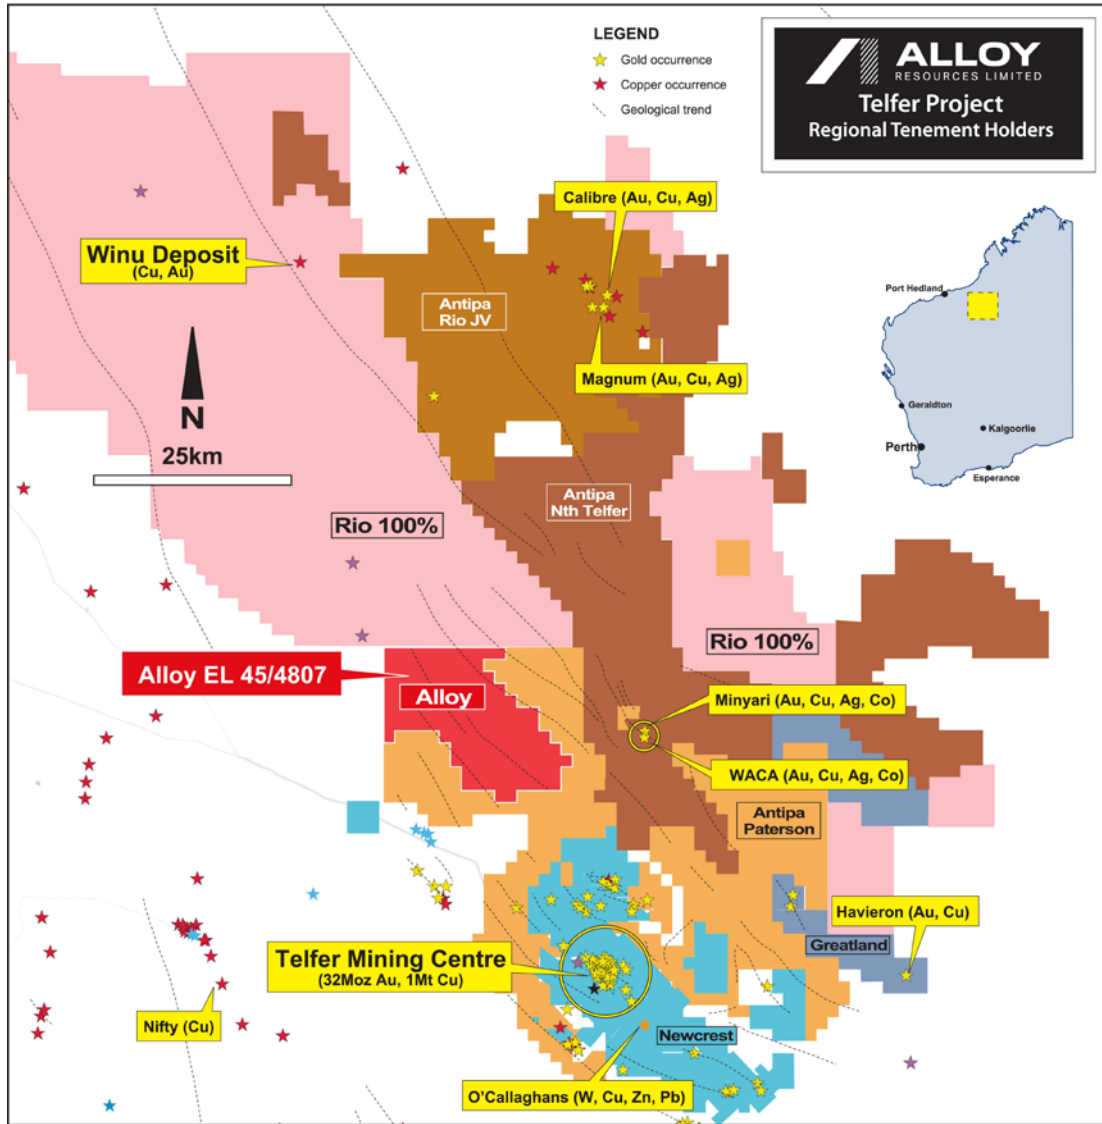 LEGEND
Gold occurrence
Copper occurrence
Geological trend
ALLOY
RESOURCES LIMITED
Telfer Project
Regional Tenement Holders
Calibre (Au, Cu, Ag)
Winu Deposit
(Cu, Au)
Antipa
Rio JV
Port Hedland
Magnum (Au, Cu, Ag)
N
25km
Geraldton
Kalgoorlie
Perth
Esperance
Antipa
Nth Telfer
Rio 100%
Rio 100%
Alloy EL 45/4807
Alloy
Minyari (Au, Cu, Ag, Co)
WACA (Au, Cu, Ag, Co)
Antipa
Paterson
Havieron (Au, Cu)
Greatland
Telfer Mining Centre
(32Moz Au, 1Mt Cu)
Nifty (Cu)
Newcrest
O'Callaghans (W, Cu, Zn, Pb)